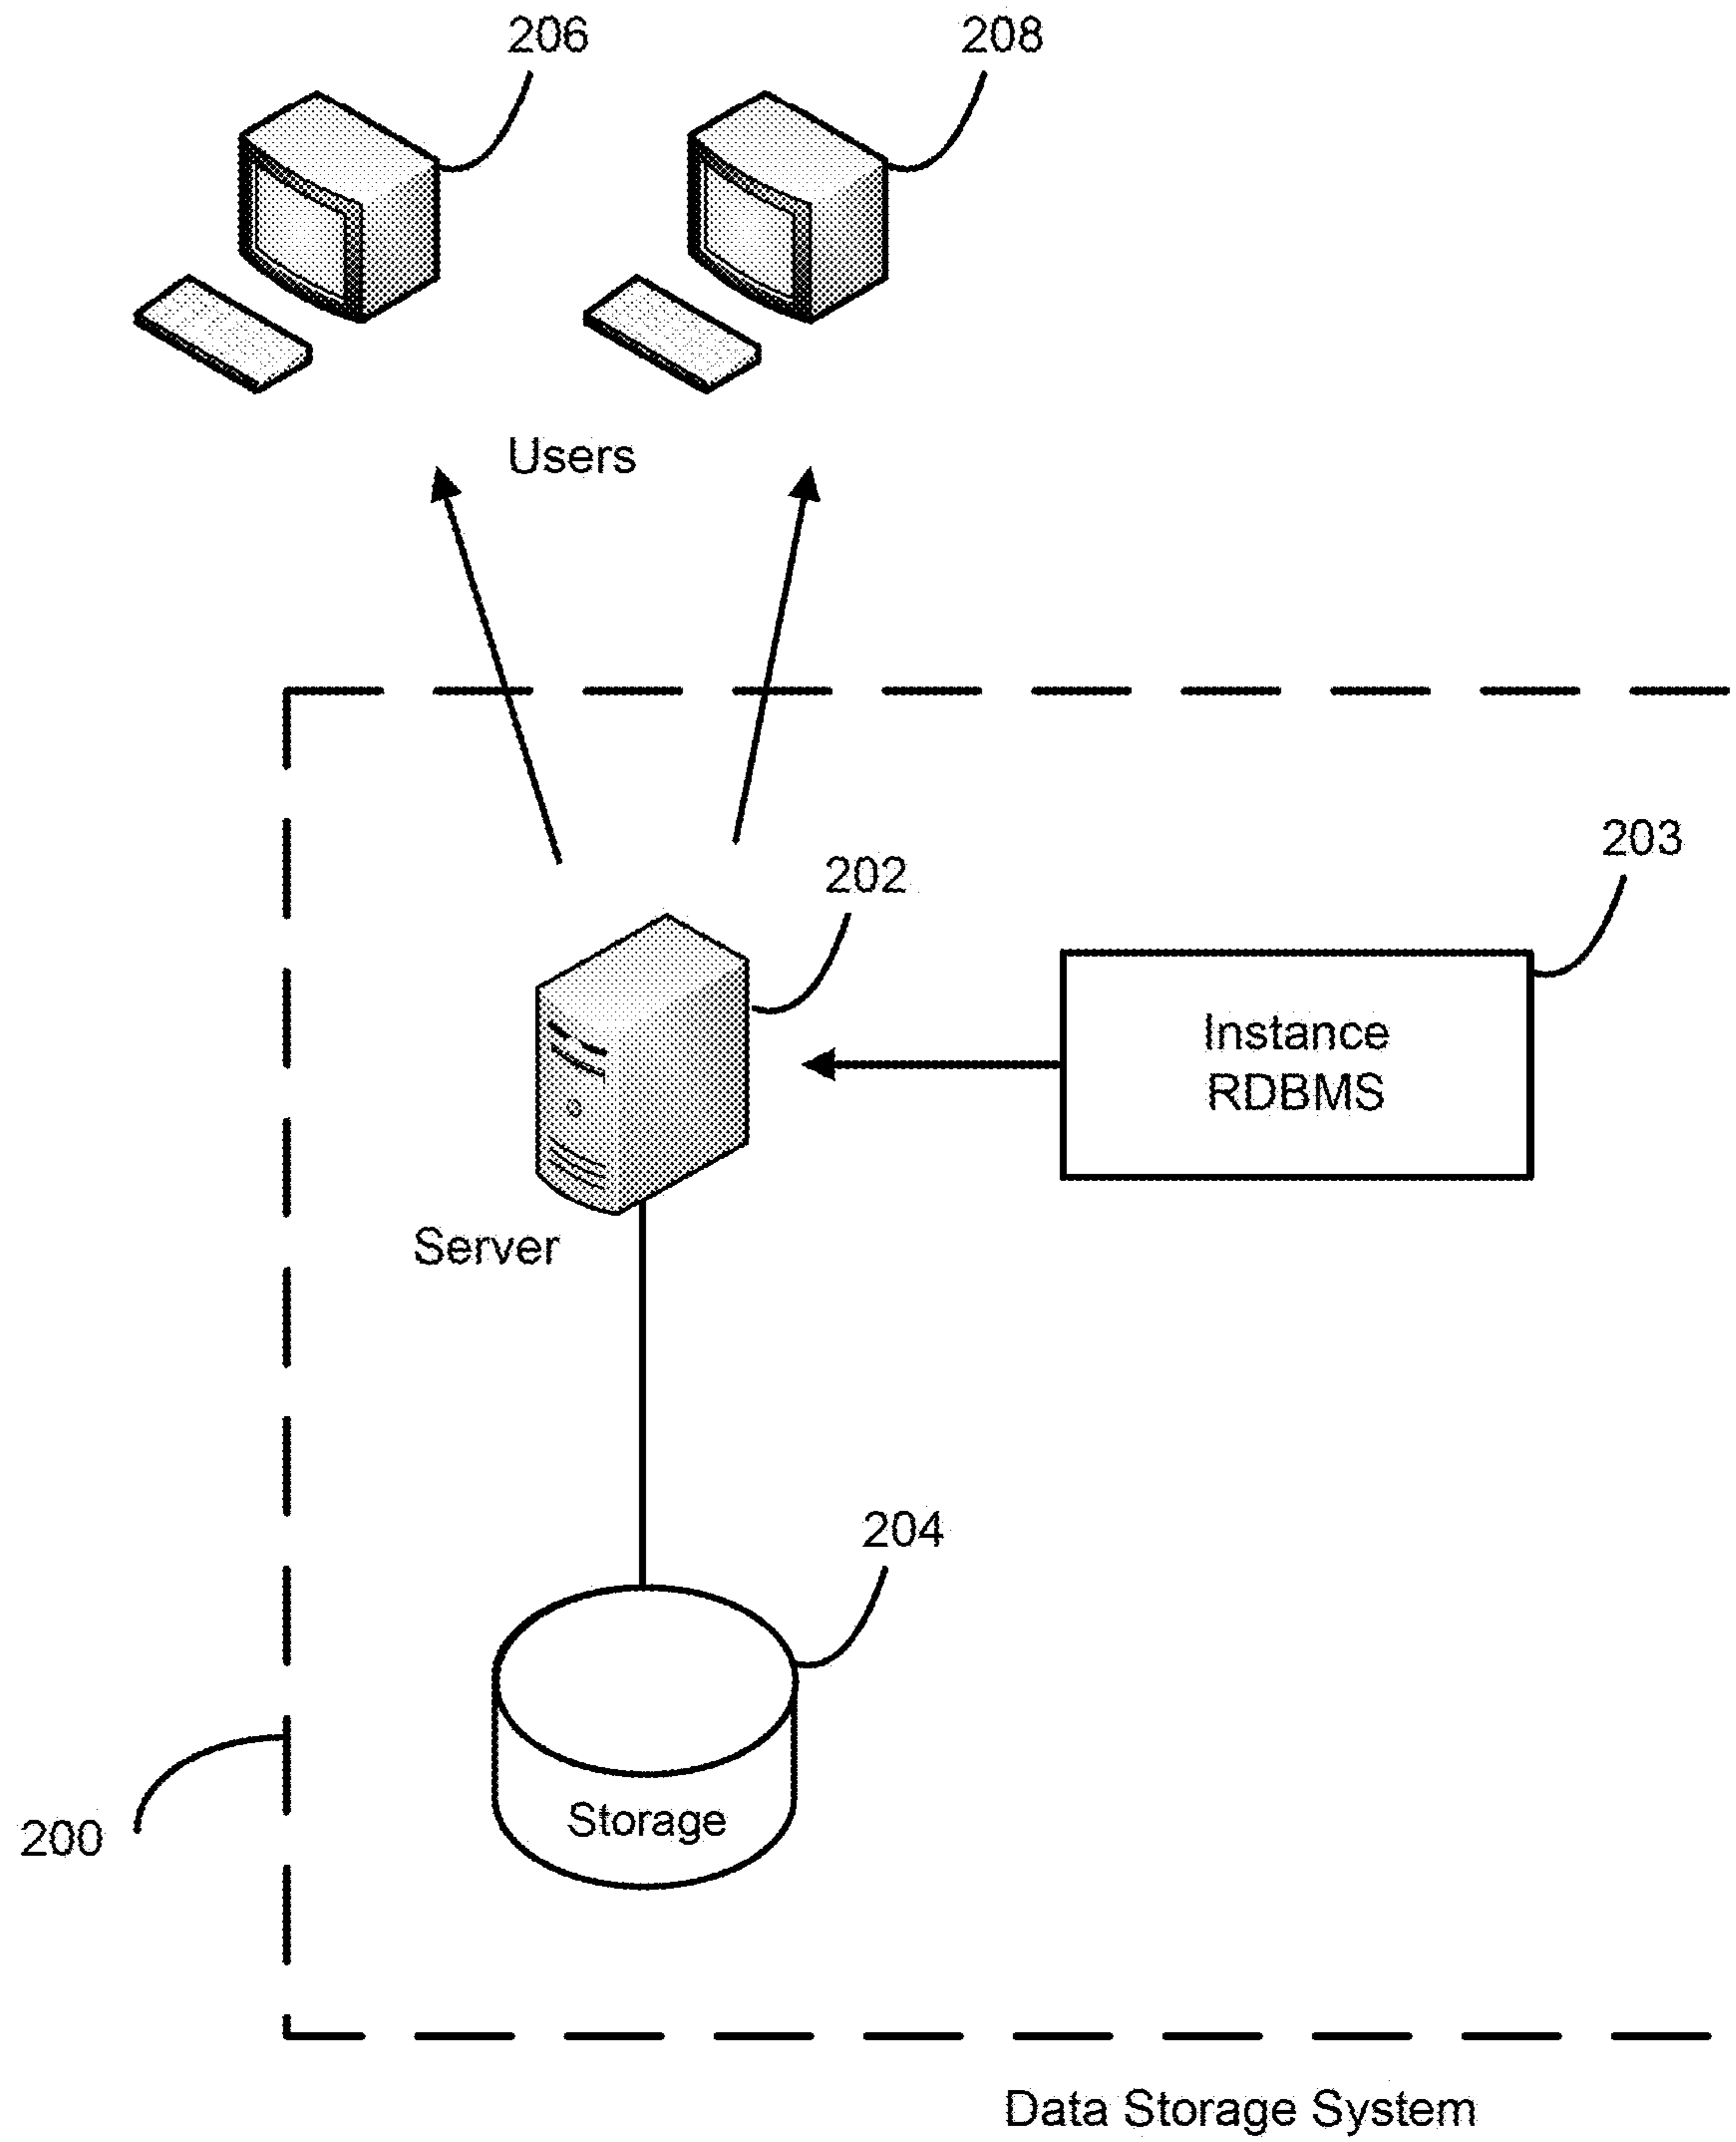 206
208
Users
203
202
Instance
RDBMS
Server
204
Storage
200
Data Storage System